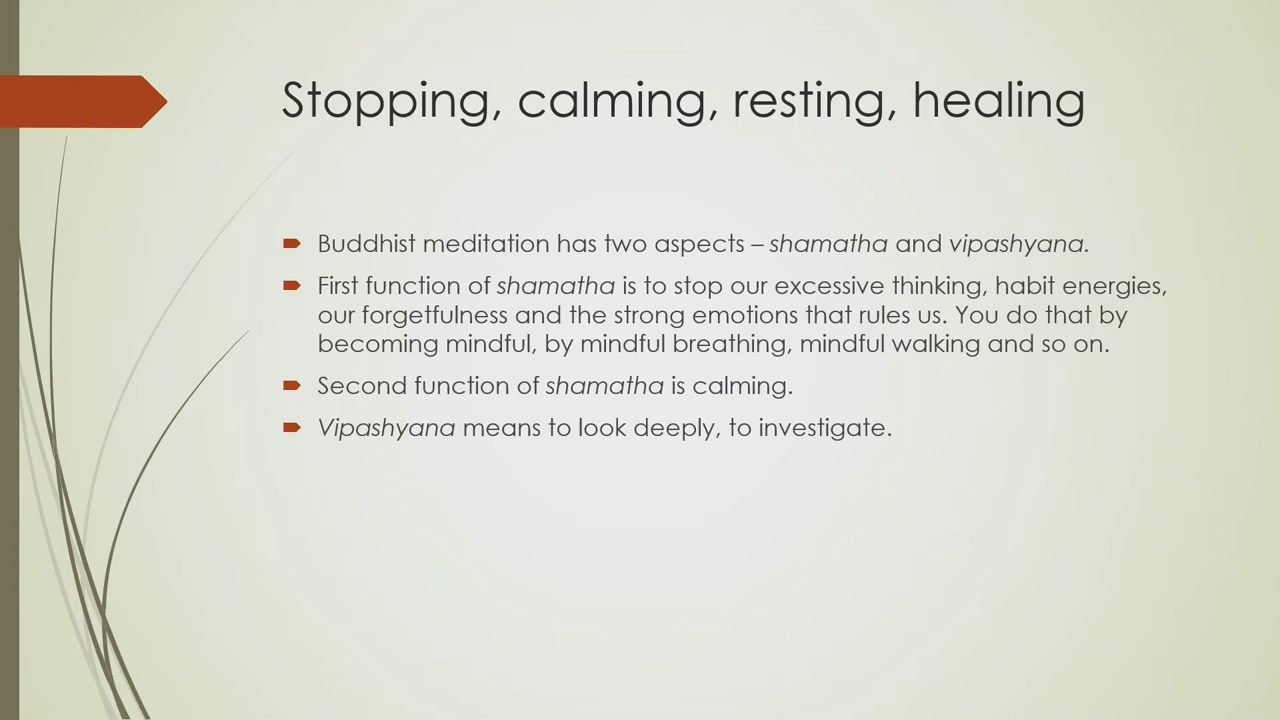 Stopping, calming, resting, healing
Buddhist meditation has two aspects – shamatha and vipashyana.
First function of shamatha is to stop our excessive thinking, habit energies,
our forgetfulness and the strong emotions that rules us. You do that by
becoming mindful, by mindful breathing, mindful walking and so on.
Second function of shamatha is calming.
Vipashyana means to look deeply, to investigate.